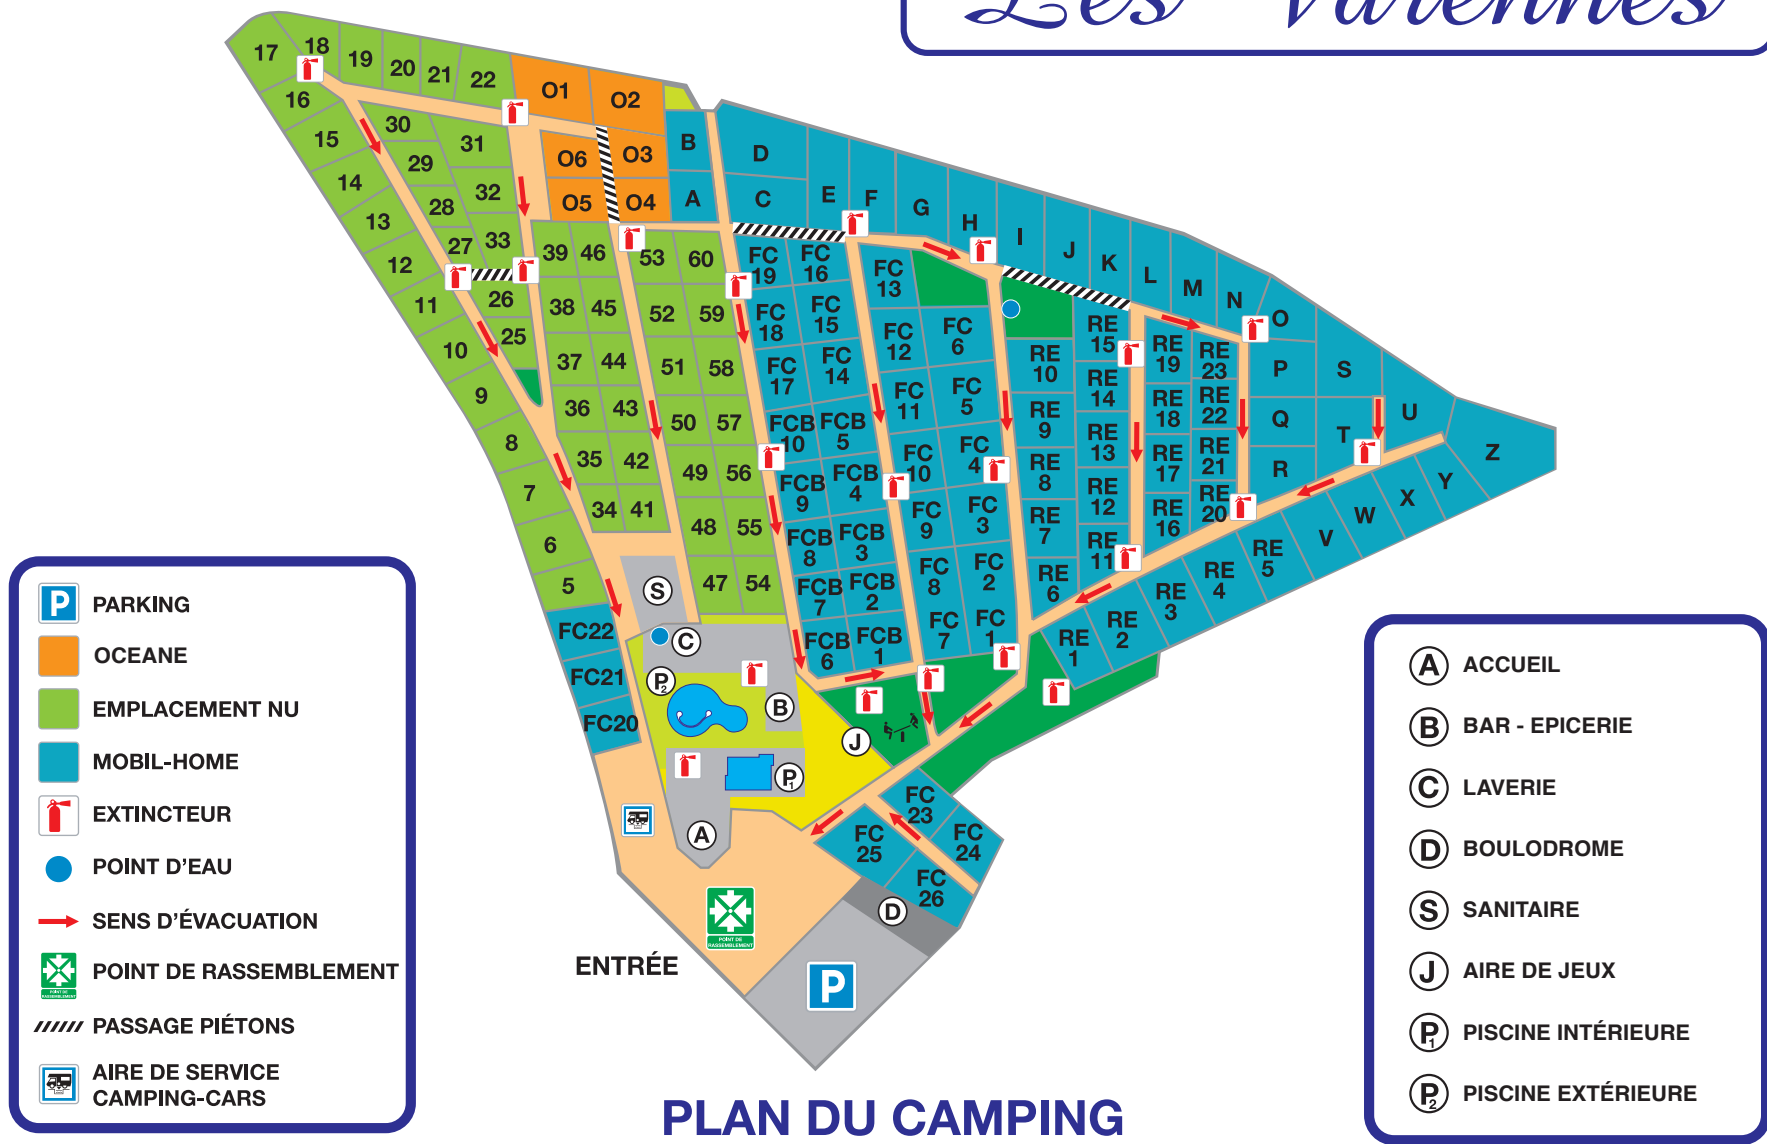 Les Varennes
17
18
19
20
21
22
O1
O2
16
30
31
15
29
O6
O3
B
D
14
28
32
O5
O4
A
C
E
F
G
H
I
J
K
L
M
N
O
13
27
33
39
46
53
60
FC
19
FC
16
FC
13
12
26
38
45
52
59
FC
18
FC
15
FC
12
FC
6
11
25
37
44
51
58
FC
17
FC
14
FC
11
FC
5
RE
10
RE
15
RE
19
RE
23
P
S
10
36
43
50
57
FCB
10
FCB
5
FC
10
FC
4
RE
9
RE
14
RE
18
RE
22
Q
T
U
9
35
42
49
56
FCB
9
FCB
4
FC
9
FC
3
RE
8
RE
13
RE
17
RE
21
R
Z
8
34
41
48
55
FCB
8
FCB
3
FC
8
FC
2
RE
7
RE
12
RE
16
RE
20
Y
X
W
V
7
47
54
FCB
7
FCB
2
FC
7
FC
1
RE
6
RE
11
RE
5
RE
4
RE
3
RE
2
RE
1
6
5
FCB
6
FCB
1
FC22
FC21
FC20
S
C
P2
B
J
P1
A
FC
23
FC
24
FC
25
FC
26
D
POINT DE
RASSEMBLEMENT
ENTRÉE
P
P PARKING
OCEANE
EMPLACEMENT NU
MOBIL-HOME
EXTINCTEUR
POINT D'EAU
SENS D'ÉVACUATION
POINT DE RASSEMBLEMENT
POINT DE
RASSEMBLEMENT
PASSAGE PIÉTONS
AIRE DE SERVICE
CAMPING-CARS
A ACCUEIL
B BAR - EPICERIE
C LAVERIE
D BOULODROME
S SANITAIRE
J AIRE DE JEUX
P1 PISCINE INTÉRIEURE
P2 PISCINE EXTÉRIEURE
PLAN DU CAMPING